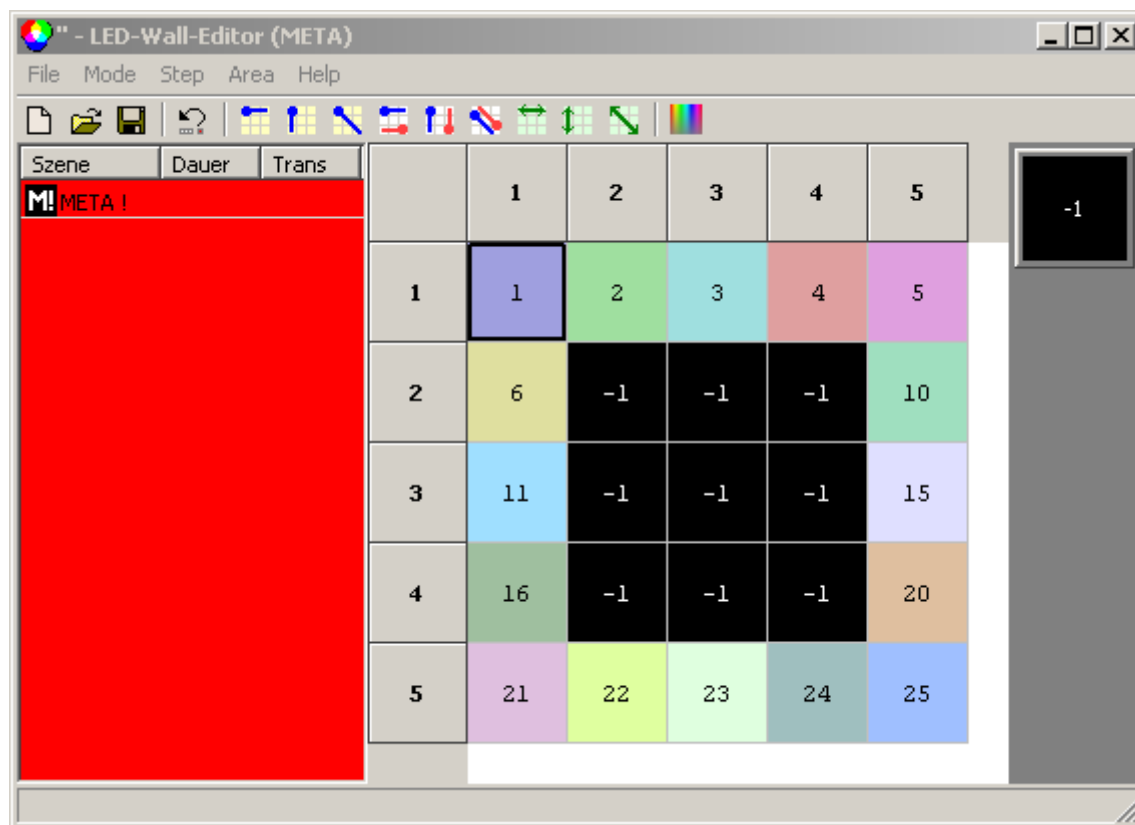 " - LED-Wall-Editor (META)
File Mode Step Area Help
Szene Dauer Trans
M! META !
1 2 3 4 5
-1
1 1 2 3 4 5
2 6 -1 -1 -1 10
3 11 -1 -1 -1 15
4 16 -1 -1 -1 20
5 21 22 23 24 25